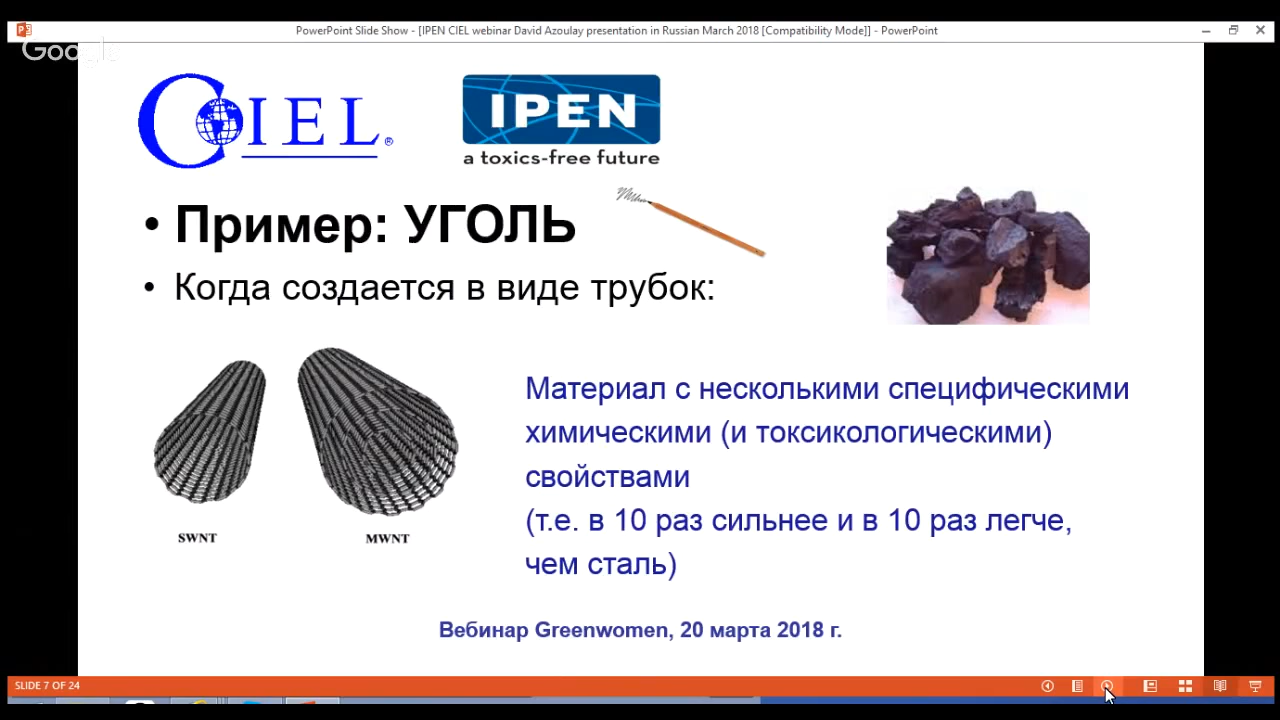 PowerPoint Slide Show - [IPEN CIEL webinar David Azoulay presentation in Russian March 2018 [Compatibility Mode]] - PowerPoint
Google
CIEL®
IPEN
a toxics-free future
• Пример: УГОЛЬ
• Когда создается в виде трубок:
Материал с несколькими специфическими
химическими (и токсикологическими)
свойствами
(т.е. в 10 раз сильнее и в 10 раз легче,
чем сталь)
SWNT
MWNT
Вебинар Greenwomen, 20 марта 2018 г.
SLIDE 7 OF 24